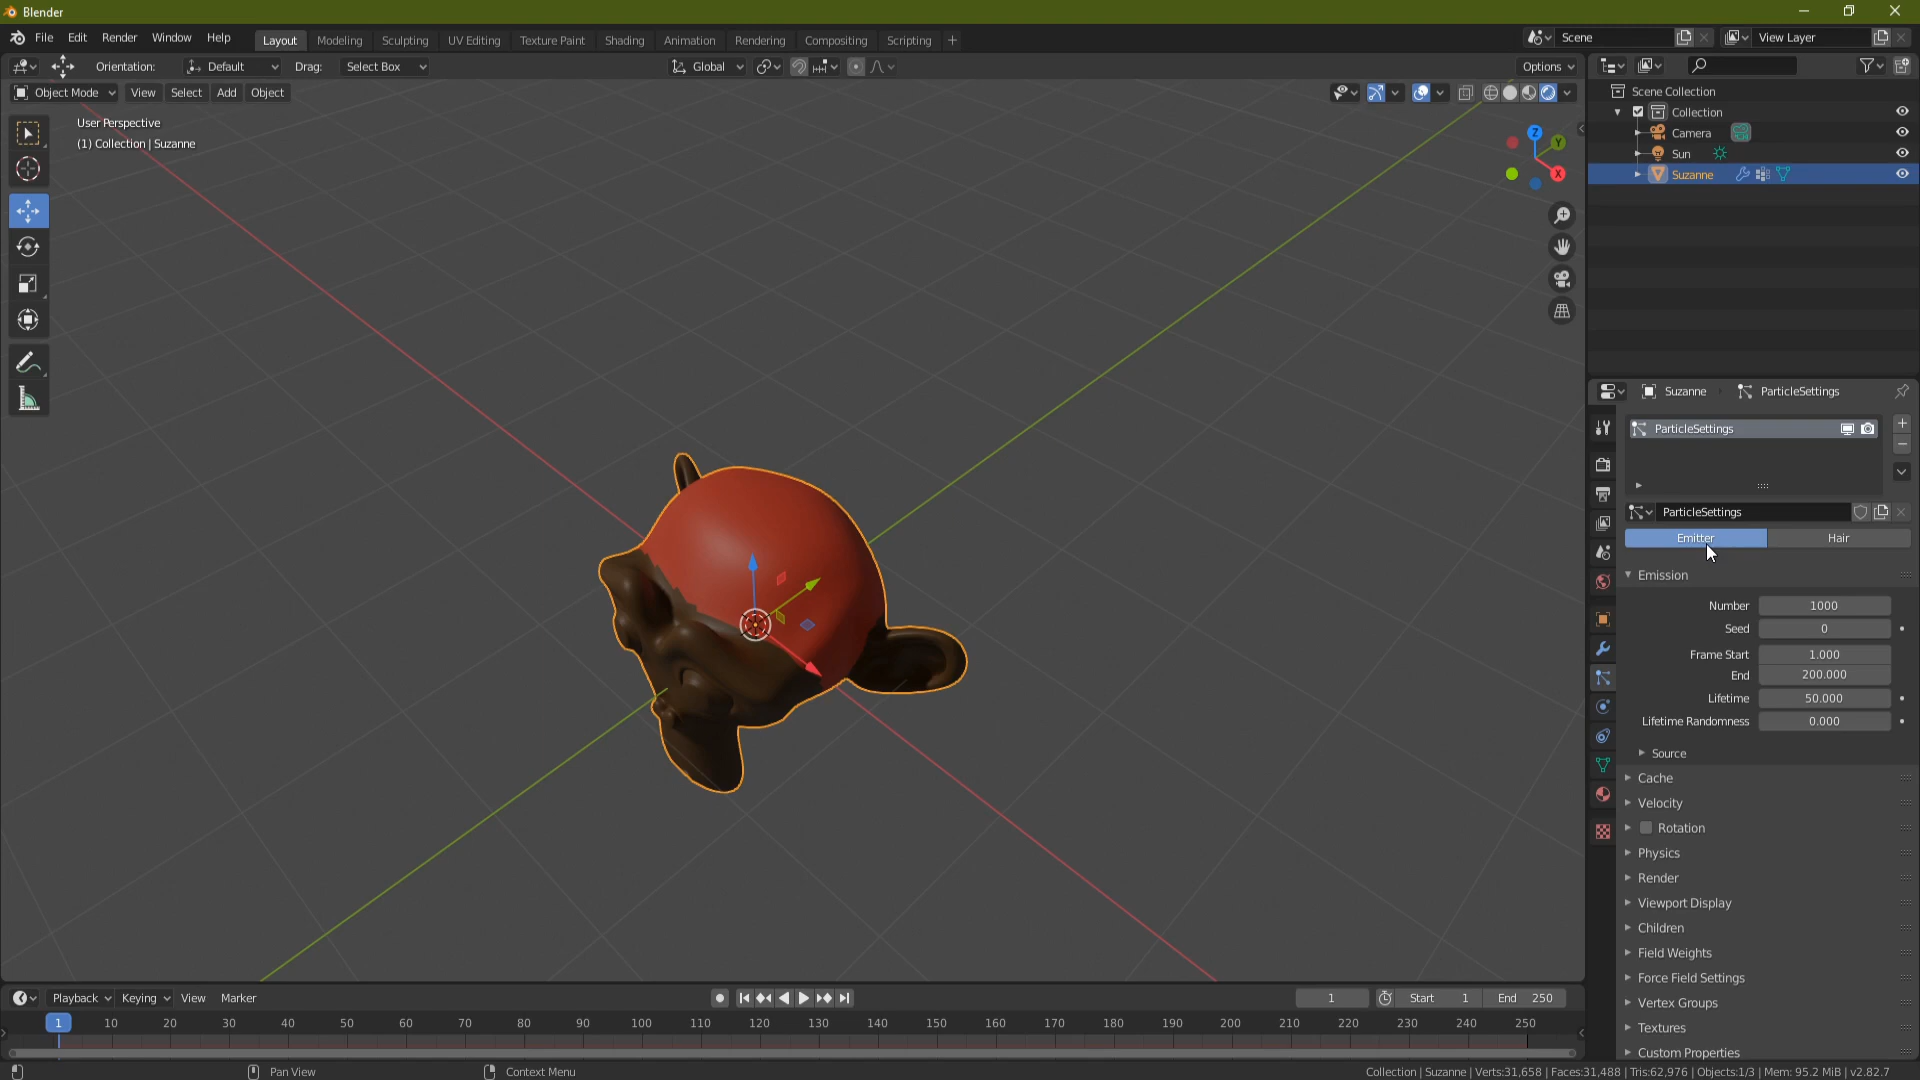 Blender
File Edit Render Window Help Layout Modeling Sculpting UV Editing Texture Paint Shading Animation Rendering Compositing Scripting + Scene View Layer
Orientation: Default Drag: Select Box Global Options
Object Mode View Select Add Object
User Perspective
(1) Collection | Suzanne
Z
Y
X
Scene Collection
Collection
Camera
Sun
Suzanne
Suzanne ParticleSettings
ParticleSettings
ParticleSettings
Emitter Hair
Emission
Number 1000
Seed 0
Frame Start 1.000
End 200.000
Lifetime 50.000
Lifetime Randomness 0.000
Source
Cache
Velocity
Rotation
Physics
Render
Viewport Display
Children
Field Weights
Force Field Settings
Vertex Groups
Textures
Custom Properties
Playback Keying View Marker 1 Start 1 End 250
1 10 20 30 40 50 60 70 80 90 100 110 120 130 140 150 160 170 180 190 200 210 220 230 240 250
Pan View Context Menu Collection | Suzanne | Verts:31,658 | Faces:31,488 | Tris:62,976 | Objects:1/3 | Mem: 95.2 MiB | v2.82.7